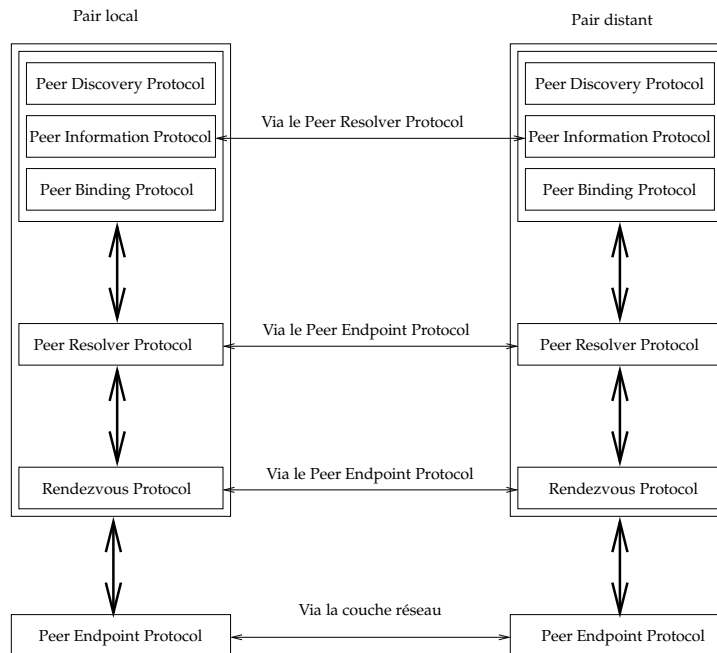 Pair local
Pair distant
Peer Discovery Protocol
Peer Discovery Protocol
Via le Peer Resolver Protocol
Peer Information Protocol
Peer Information Protocol
Peer Binding Protocol
Peer Binding Protocol
Via le Peer Endpoint Protocol
Peer Resolver Protocol
Peer Resolver Protocol
Via le Peer Endpoint Protocol
Rendezvous Protocol
Rendezvous Protocol
Via la couche réseau
Peer Endpoint Protocol
Peer Endpoint Protocol